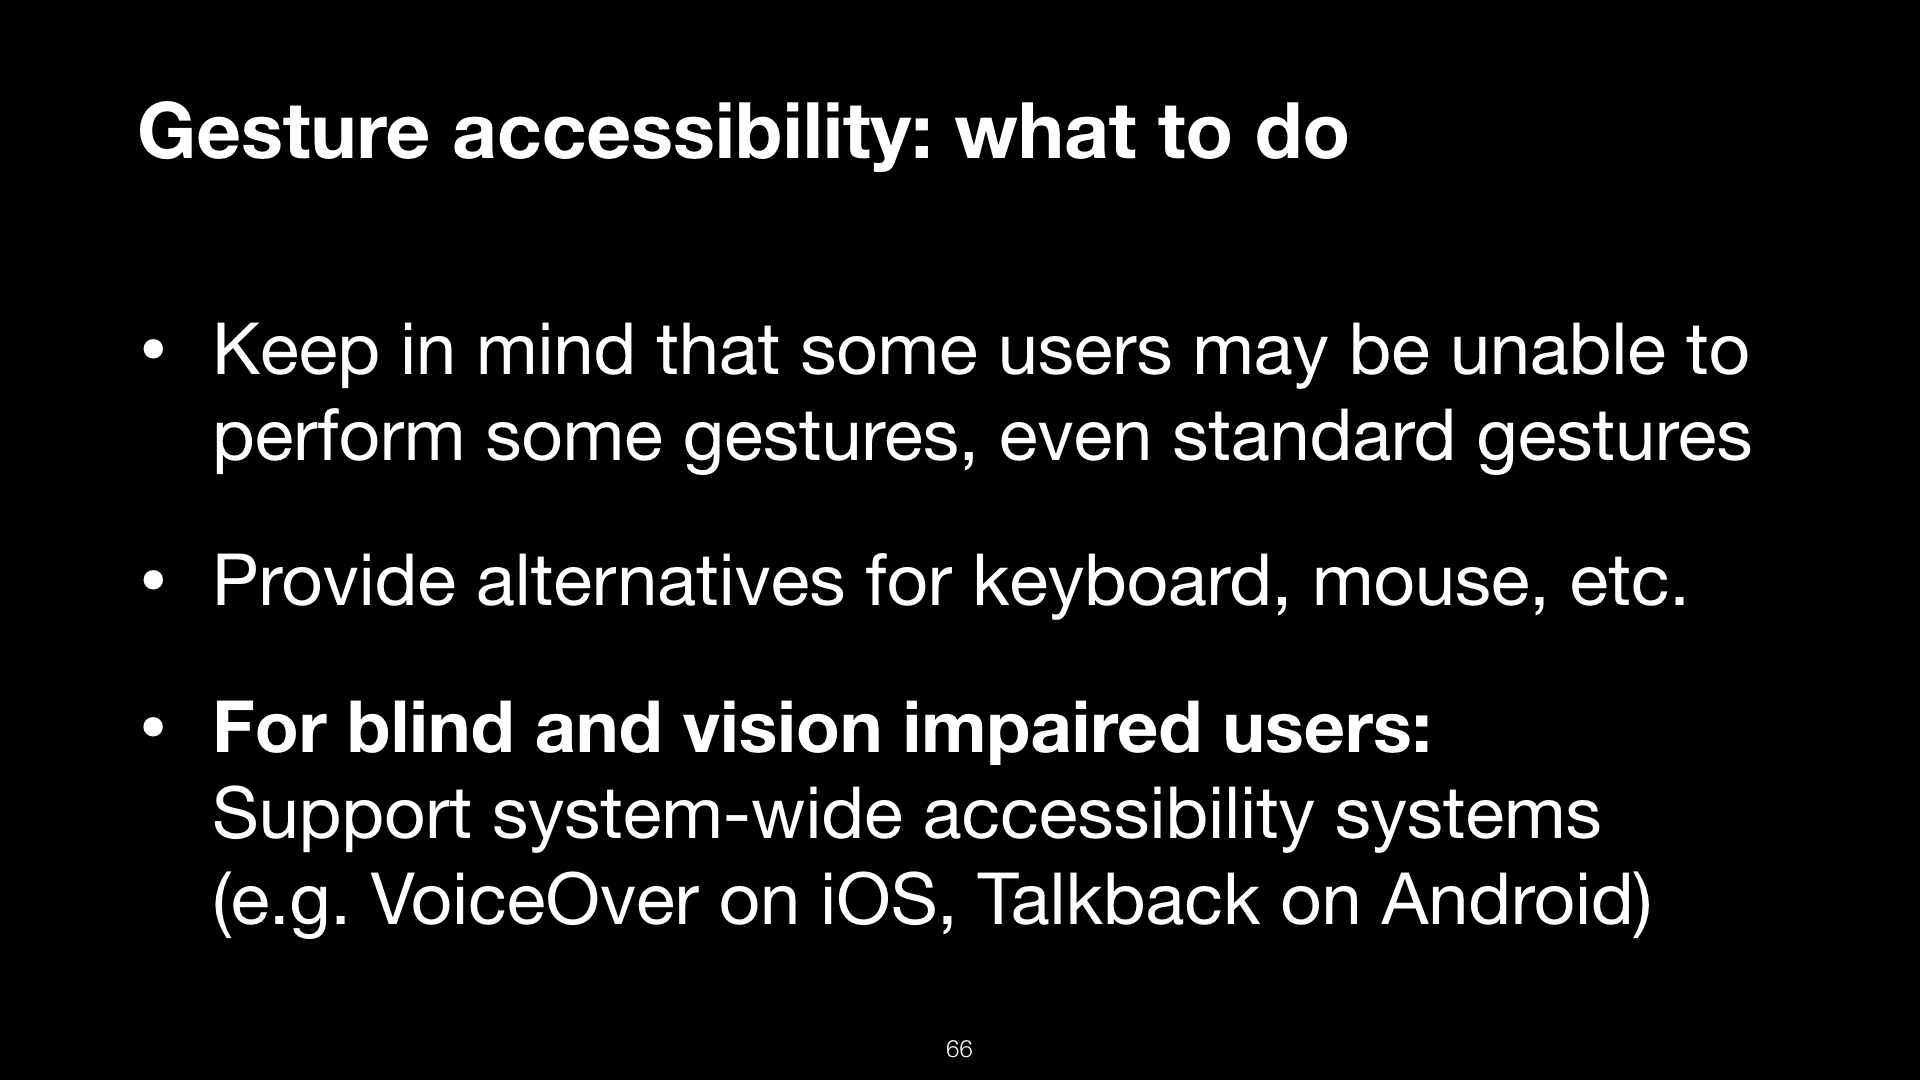 Gesture accessibility: what to do
• Keep in mind that some users may be unable to
perform some gestures, even standard gestures
• Provide alternatives for keyboard, mouse, etc.
• For blind and vision impaired users:
Support system-wide accessibility systems
(e.g. VoiceOver on iOS, Talkback on Android)
66